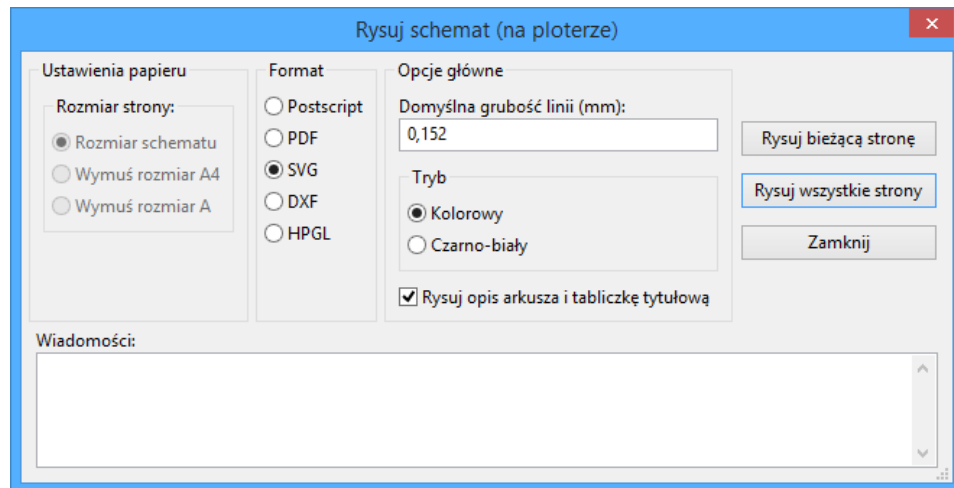 Rysuj schemat (na ploterze)
Ustawienia papieru
Rozmiar strony:
Rozmiar schematu
Wymuś rozmiar A4
Wymuś rozmiar A
Format
Postscript
PDF
SVG
DXF
HPGL
Opcje główne
Domyślna grubość linii (mm):
0,152
Tryb
Kolorowy
Czarno-biały
Rysuj opis arkusza i tabliczkę tytułową
Rysuj bieżącą stronę
Rysuj wszystkie strony
Zamknij
Wiadomości: